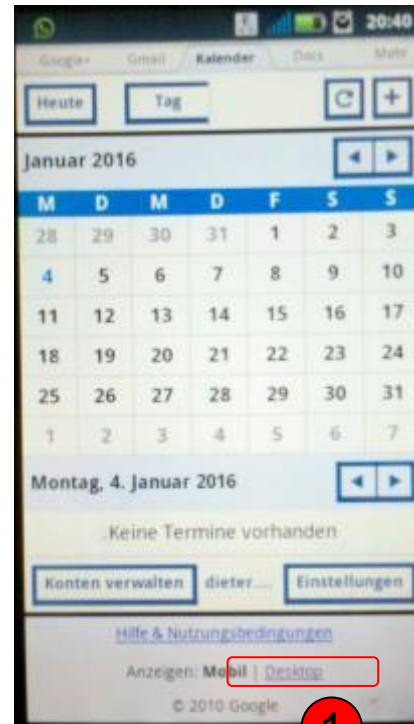 20:40
Google+ Gmail Kalender Docs Mehr
Heute Tag
Januar 2016
M D M D F S S
28 29 30 31 1 2 3
4 5 6 7 8 9 10
11 12 13 14 15 16 17
18 19 20 21 22 23 24
25 26 27 28 29 30 31
1 2 3 4 5 6 7
Montag, 4. Januar 2016
Keine Termine vorhanden
Konten verwalten dieter.... Einstellungen
Hilfe & Nutzungsbedingungen
Anzeigen: Mobil | Desktop
© 2010 Google
1